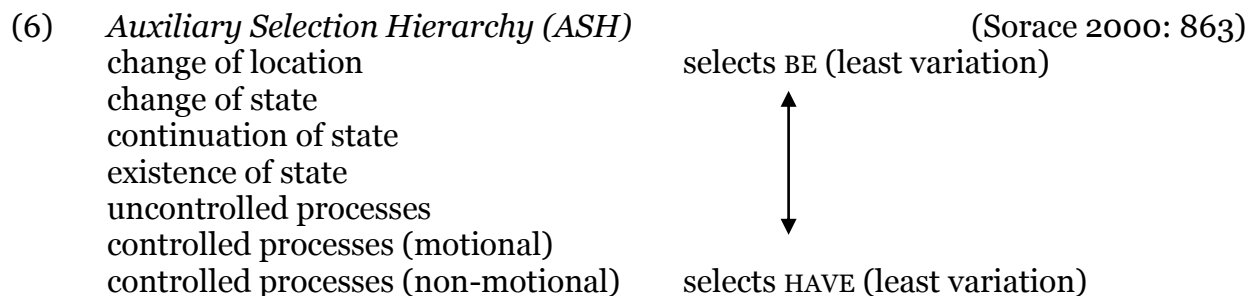 (6) Auxiliary Selection Hierarchy (ASH) (Sorace 2000: 863)
change of location selects BE (least variation)
change of state
continuation of state
existence of state
uncontrolled processes
controlled processes (motional)
controlled processes (non-motional) selects HAVE (least variation)